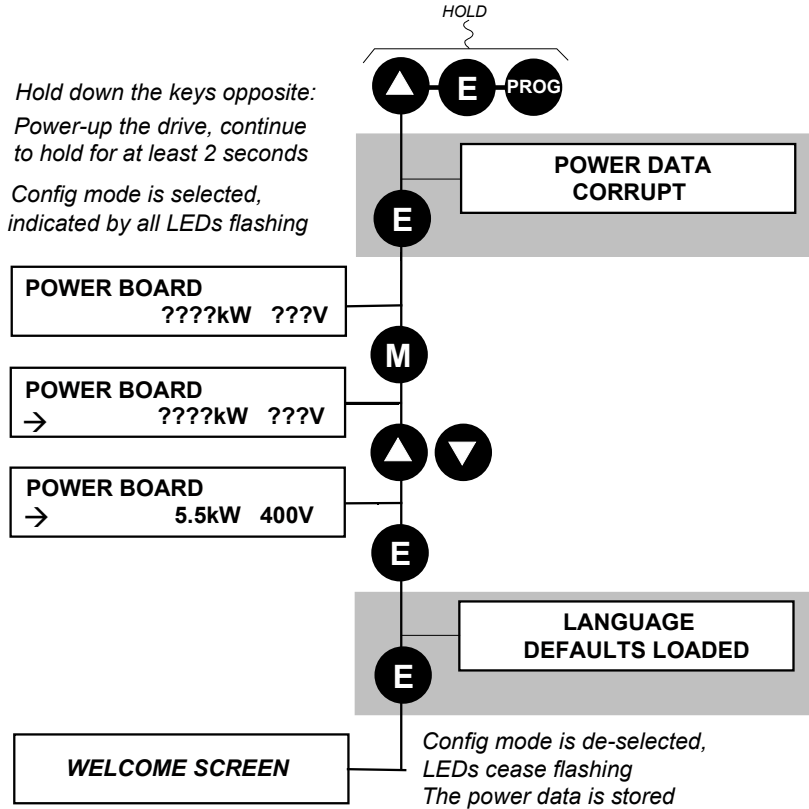 HOLD
E PROG
Hold down the keys opposite:
Power-up the drive, continue
to hold for at least 2 seconds
Config mode is selected,
indicated by all LEDs flashing
POWER DATA
CORRUPT
E
POWER BOARD
????kW ???V
M
POWER BOARD
→ ????kW ???V
POWER BOARD
→ 5.5kW 400V
E
LANGUAGE
DEFAULTS LOADED
E
WELCOME SCREEN
Config mode is de-selected,
LEDs cease flashing
The power data is stored